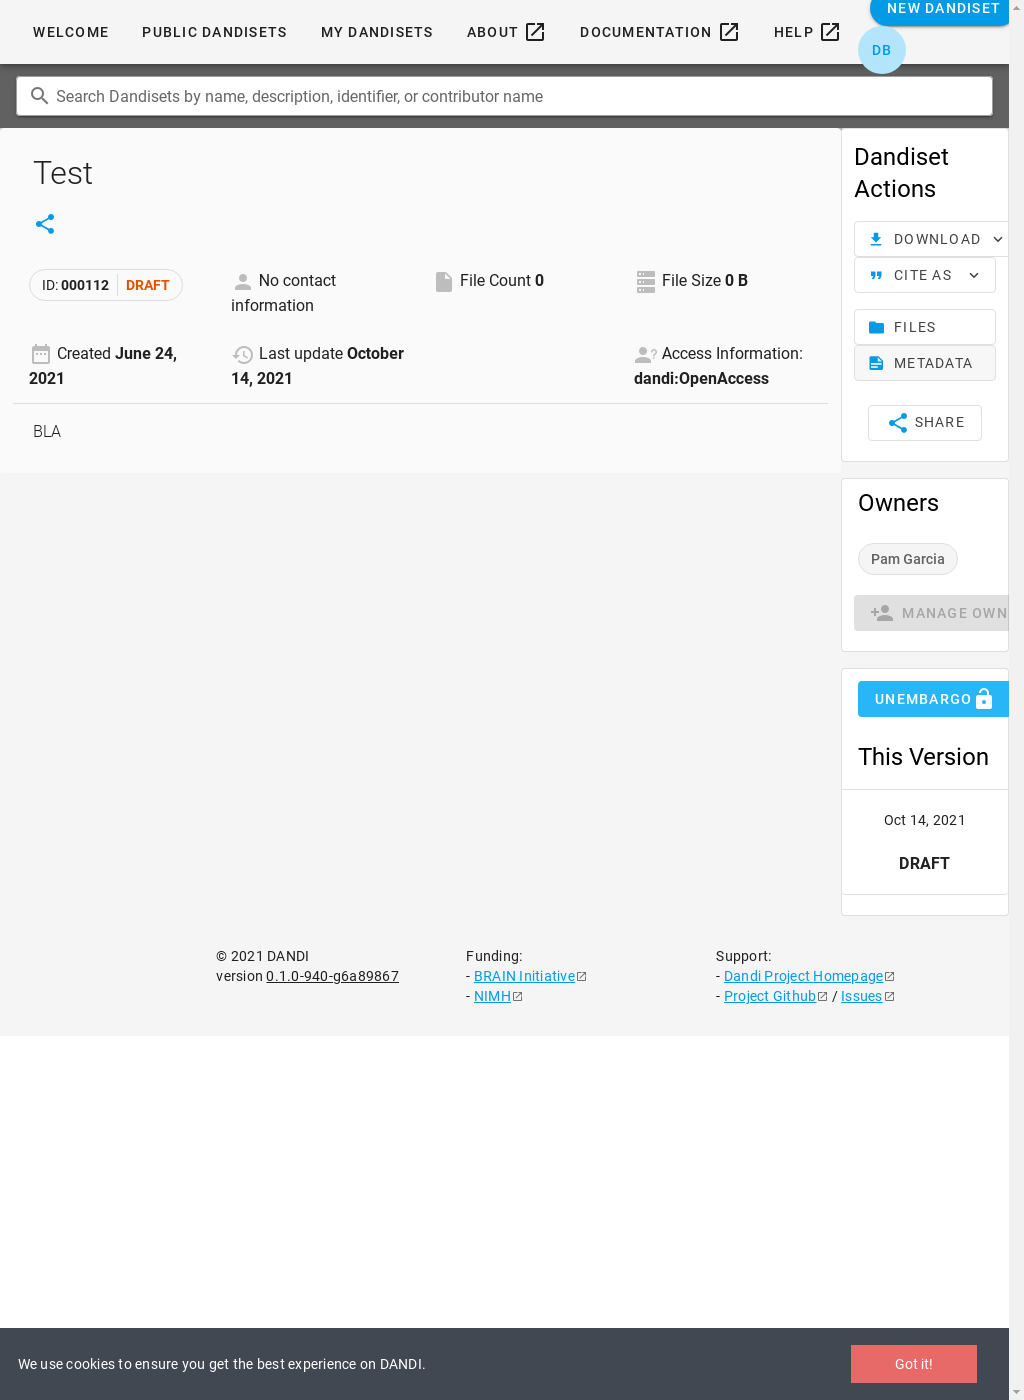 WELCOME
PUBLIC DANDISETS
MY DANDISETS
ABOUT
DOCUMENTATION
HELP
NEW DANDISET
DB
Search Dandisets by name, description, identifier, or contributor name
Test
ID: 000112 DRAFT
No contact
information
File Count 0
File Size 0 B
Created June 24,
2021
Last update October
14, 2021
Access Information:
dandi:OpenAccess
BLA
Dandiset
Actions
DOWNLOAD
CITE AS
FILES
METADATA
SHARE
Owners
Pam Garcia
MANAGE OWN
UNEMBARGO
This Version
Oct 14, 2021
DRAFT
© 2021 DANDI
version 0.1.0-940-g6a89867
Funding:
- BRAIN Initiative
- NIMH
Support:
- Dandi Project Homepage
- Project Github / Issues
We use cookies to ensure you get the best experience on DANDI.
Got it!